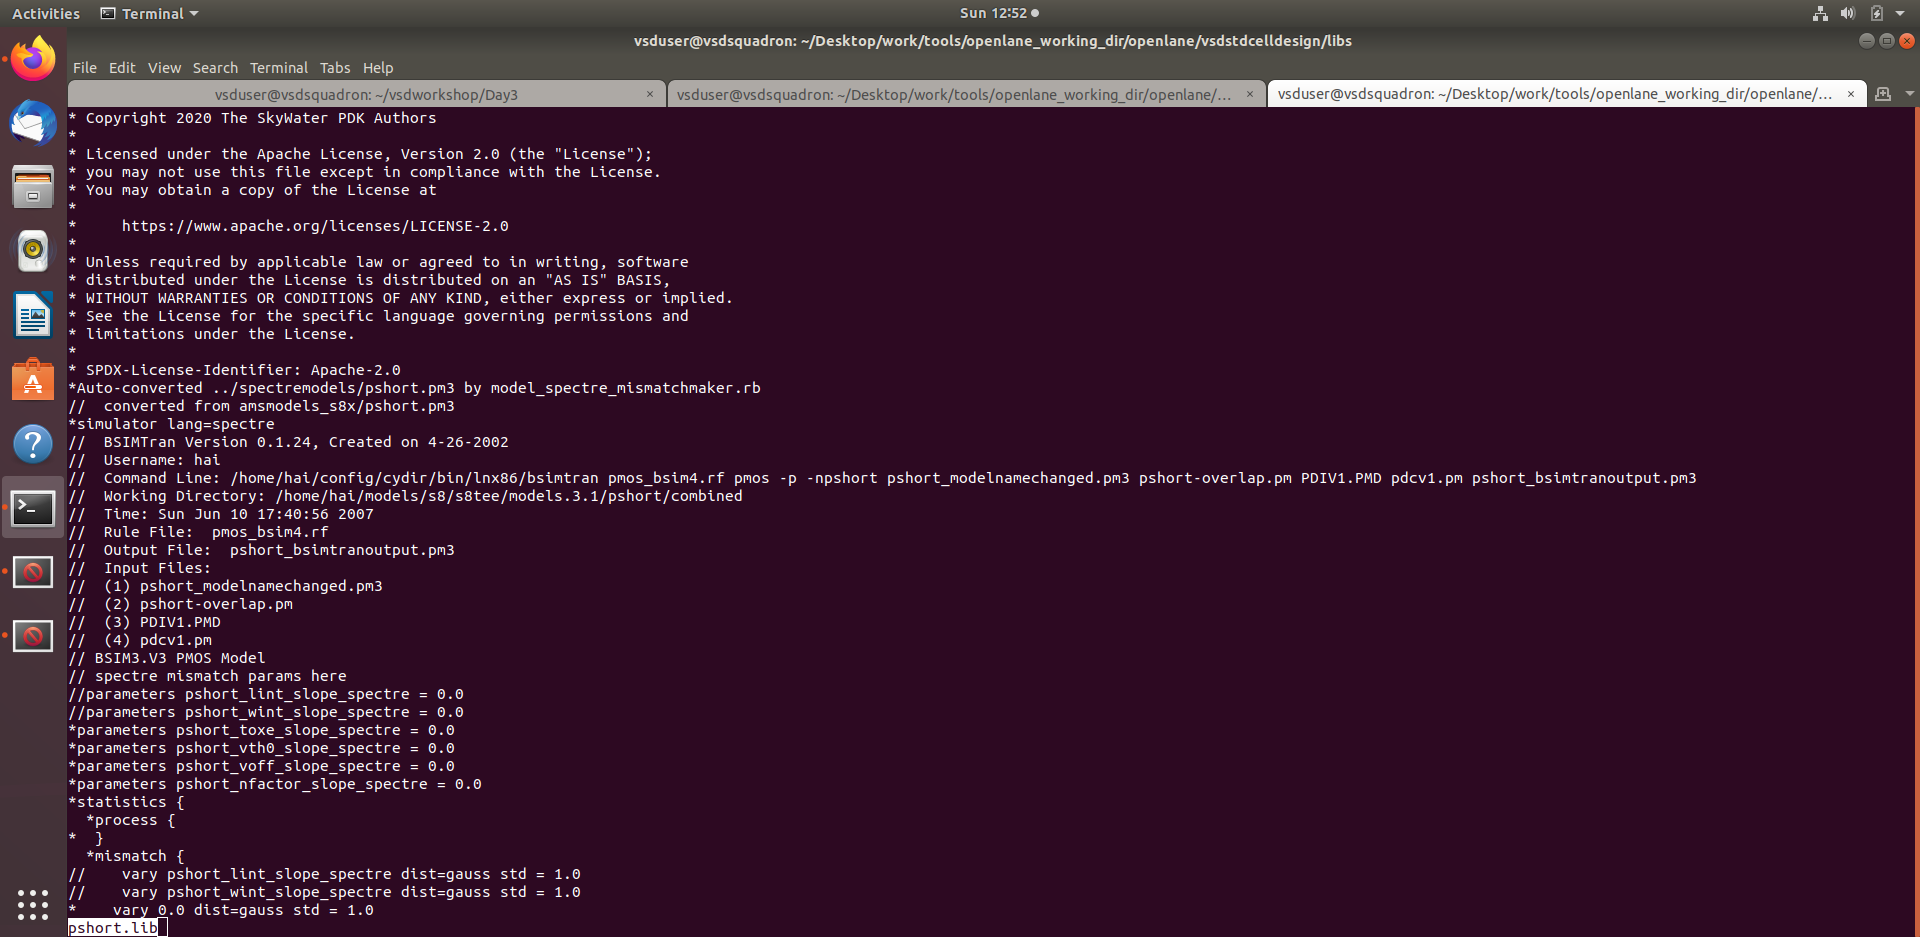 Activities
Terminal
Sun 12:52
vsduser@vsdsquadron: ~/Desktop/work/tools/openlane_working_dir/openlane/vsdstdcelldesign/libs
File Edit View Search Terminal Tabs Help
vsduser@vsdsquadron: ~/vsdworkshop/Day3 ×
vsduser@vsdsquadron: ~/Desktop/work/tools/openlane_working_dir/openlane/... ×
vsduser@vsdsquadron: ~/Desktop/work/tools/openlane_working_dir/openlane/... ×
* Copyright 2020 The SkyWater PDK Authors
*
* Licensed under the Apache License, Version 2.0 (the "License");
* you may not use this file except in compliance with the License.
* You may obtain a copy of the License at
*
*     https://www.apache.org/licenses/LICENSE-2.0
*
* Unless required by applicable law or agreed to in writing, software
* distributed under the License is distributed on an "AS IS" BASIS,
* WITHOUT WARRANTIES OR CONDITIONS OF ANY KIND, either express or implied.
* See the License for the specific language governing permissions and
* limitations under the License.
*
* SPDX-License-Identifier: Apache-2.0
*Auto-converted ../spectremodels/pshort.pm3 by model_spectre_mismatchmaker.rb
//  converted from amsmodels_s8x/pshort.pm3
*simulator lang=spectre
//  BSIMTran Version 0.1.24, Created on 4-26-2002
//  Username: hai
//  Command Line: /home/hai/config/cydir/bin/lnx86/bsimtran pmos_bsim4.rf pmos -p -npshort pshort_modelnamechanged.pm3 pshort-overlap.pm PDIV1.PMD pdcv1.pm pshort_bsimtranoutput.pm3
//  Working Directory: /home/hai/models/s8/s8tee/models.3.1/pshort/combined
//  Time: Sun Jun 10 17:40:56 2007
//  Rule File:  pmos_bsim4.rf
//  Output File:  pshort_bsimtranoutput.pm3
//  Input Files:
//  (1) pshort_modelnamechanged.pm3
//  (2) pshort-overlap.pm
//  (3) PDIV1.PMD
//  (4) pdcv1.pm
// BSIM3.V3 PMOS Model
// spectre mismatch params here
//parameters pshort_lint_slope_spectre = 0.0
//parameters pshort_wint_slope_spectre = 0.0
*parameters pshort_toxe_slope_spectre = 0.0
*parameters pshort_vth0_slope_spectre = 0.0
*parameters pshort_voff_slope_spectre = 0.0
*parameters pshort_nfactor_slope_spectre = 0.0
*statistics {
  *process {
*  }
  *mismatch {
//    vary pshort_lint_slope_spectre dist=gauss std = 1.0
//    vary pshort_wint_slope_spectre dist=gauss std = 1.0
*    vary 0.0 dist=gauss std = 1.0
pshort.lib